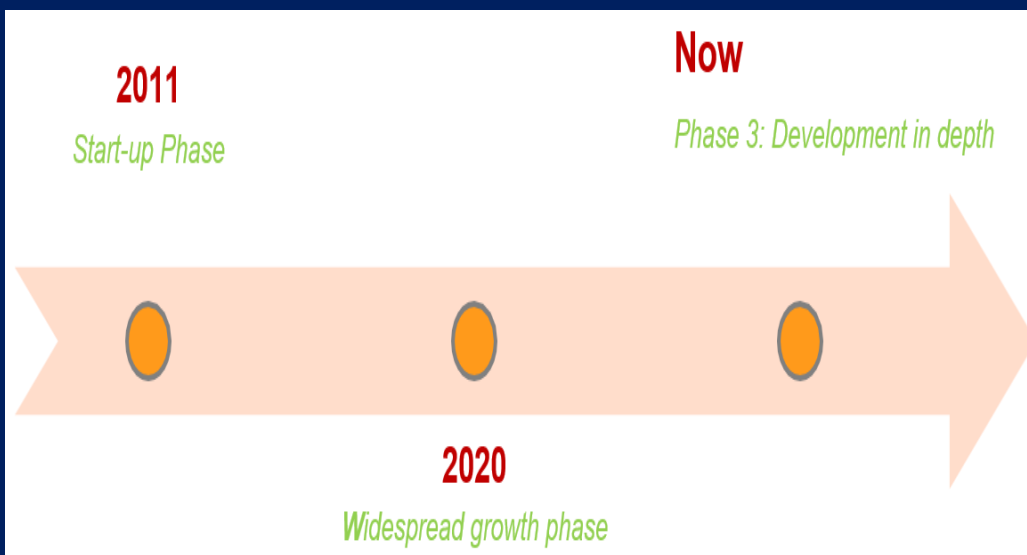 2011
Start-up Phase
2020
Widespread growth phase
Now
Phase 3: Development in depth